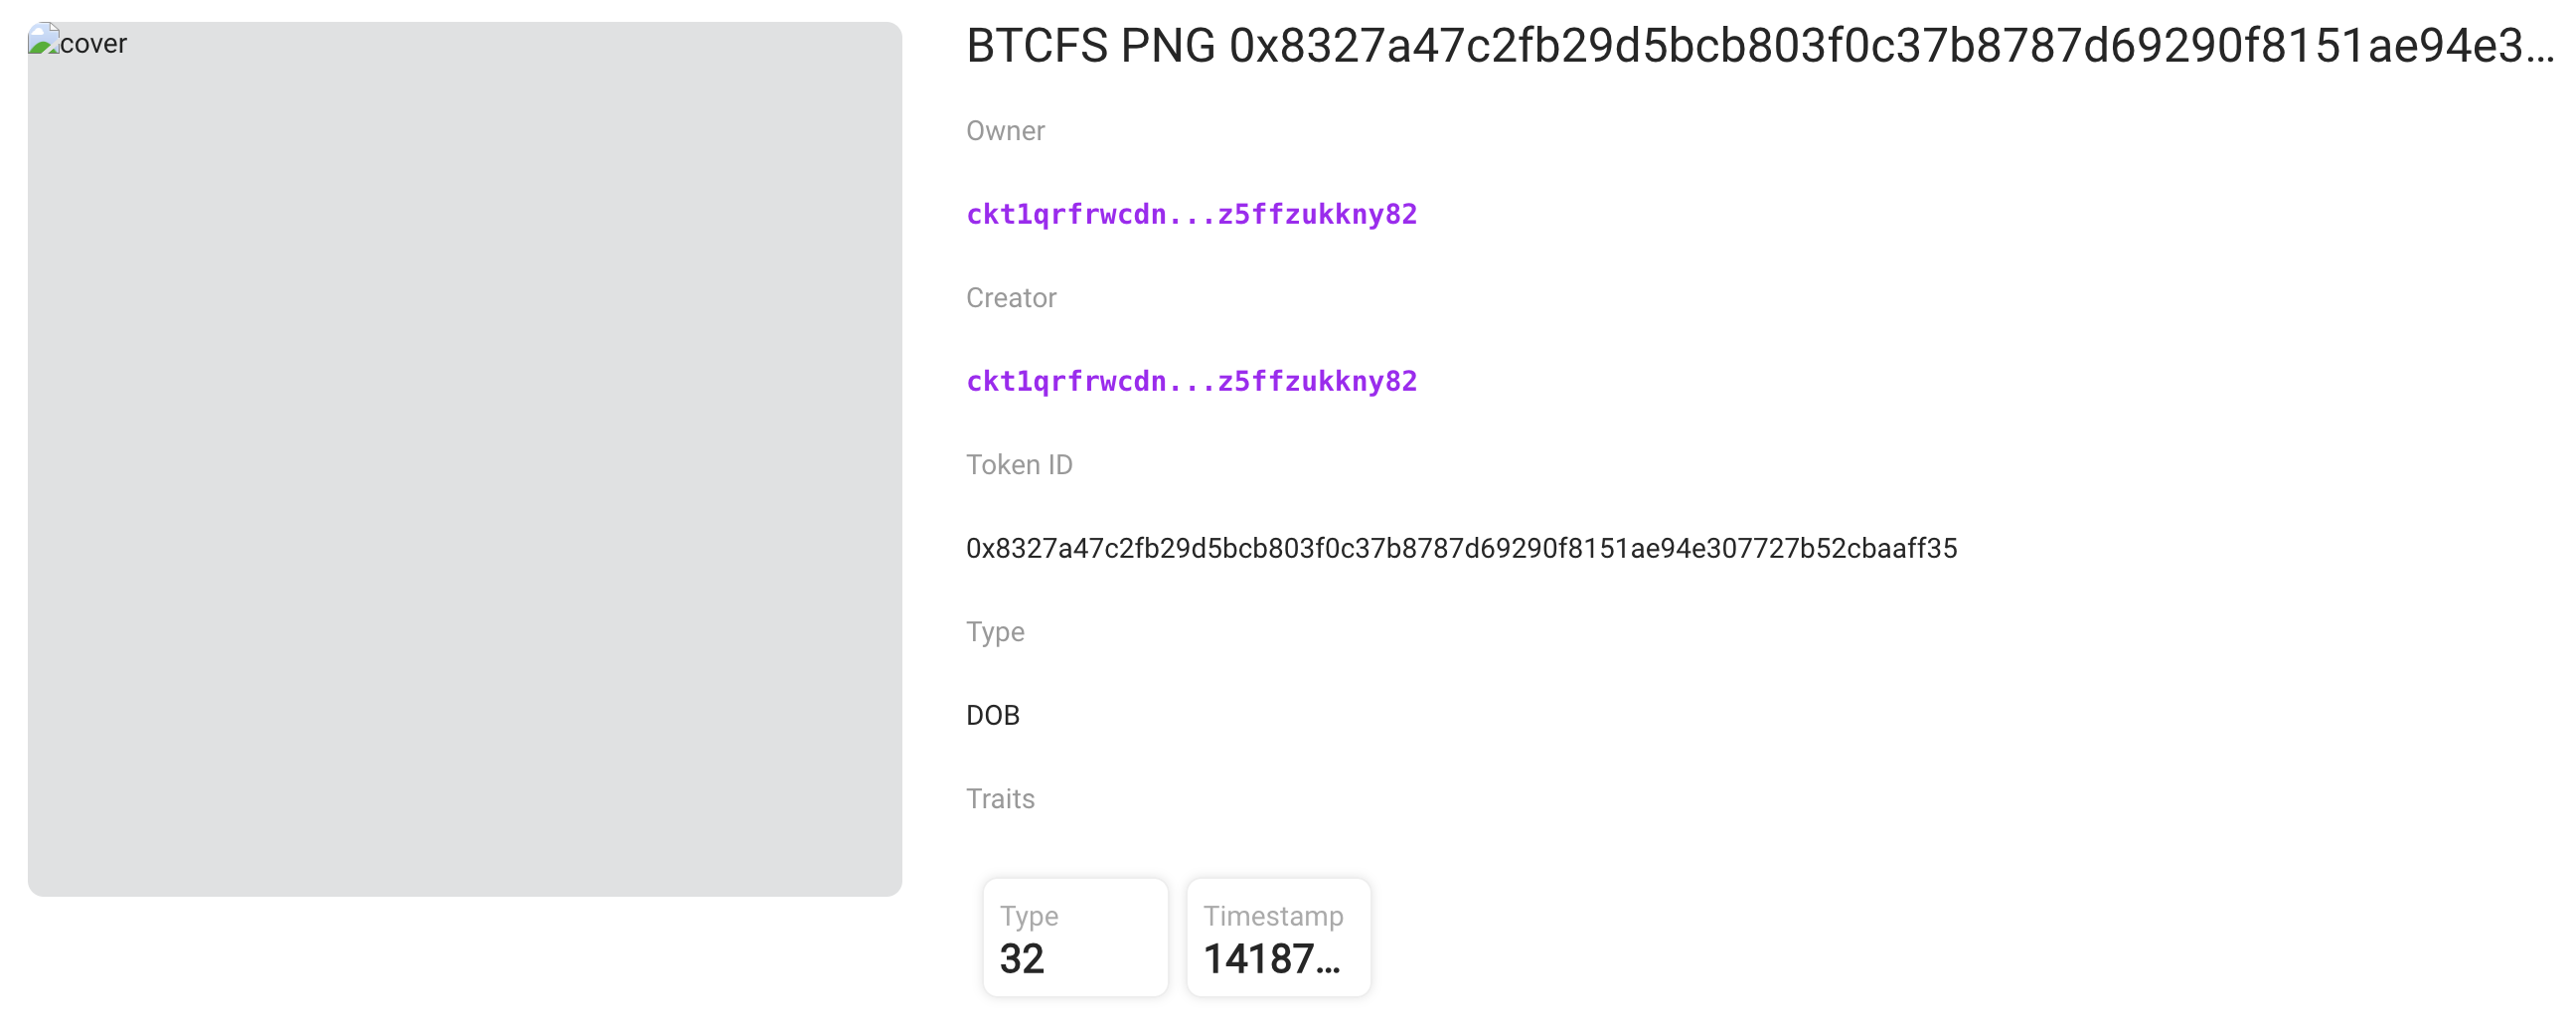 cover
BTCFS PNG 0x8327a47c2fb29d5bcb803f0c37b8787d69290f8151ae94e3...
Owner
ckt1qrfrwcdn...z5ffzukkny82
Creator
ckt1qrfrwcdn...z5ffzukkny82
Token ID
0x8327a47c2fb29d5bcb803f0c37b8787d69290f8151ae94e307727b52cbaaff35
Type
DOB
Traits
Type
32
Timestamp
14187...